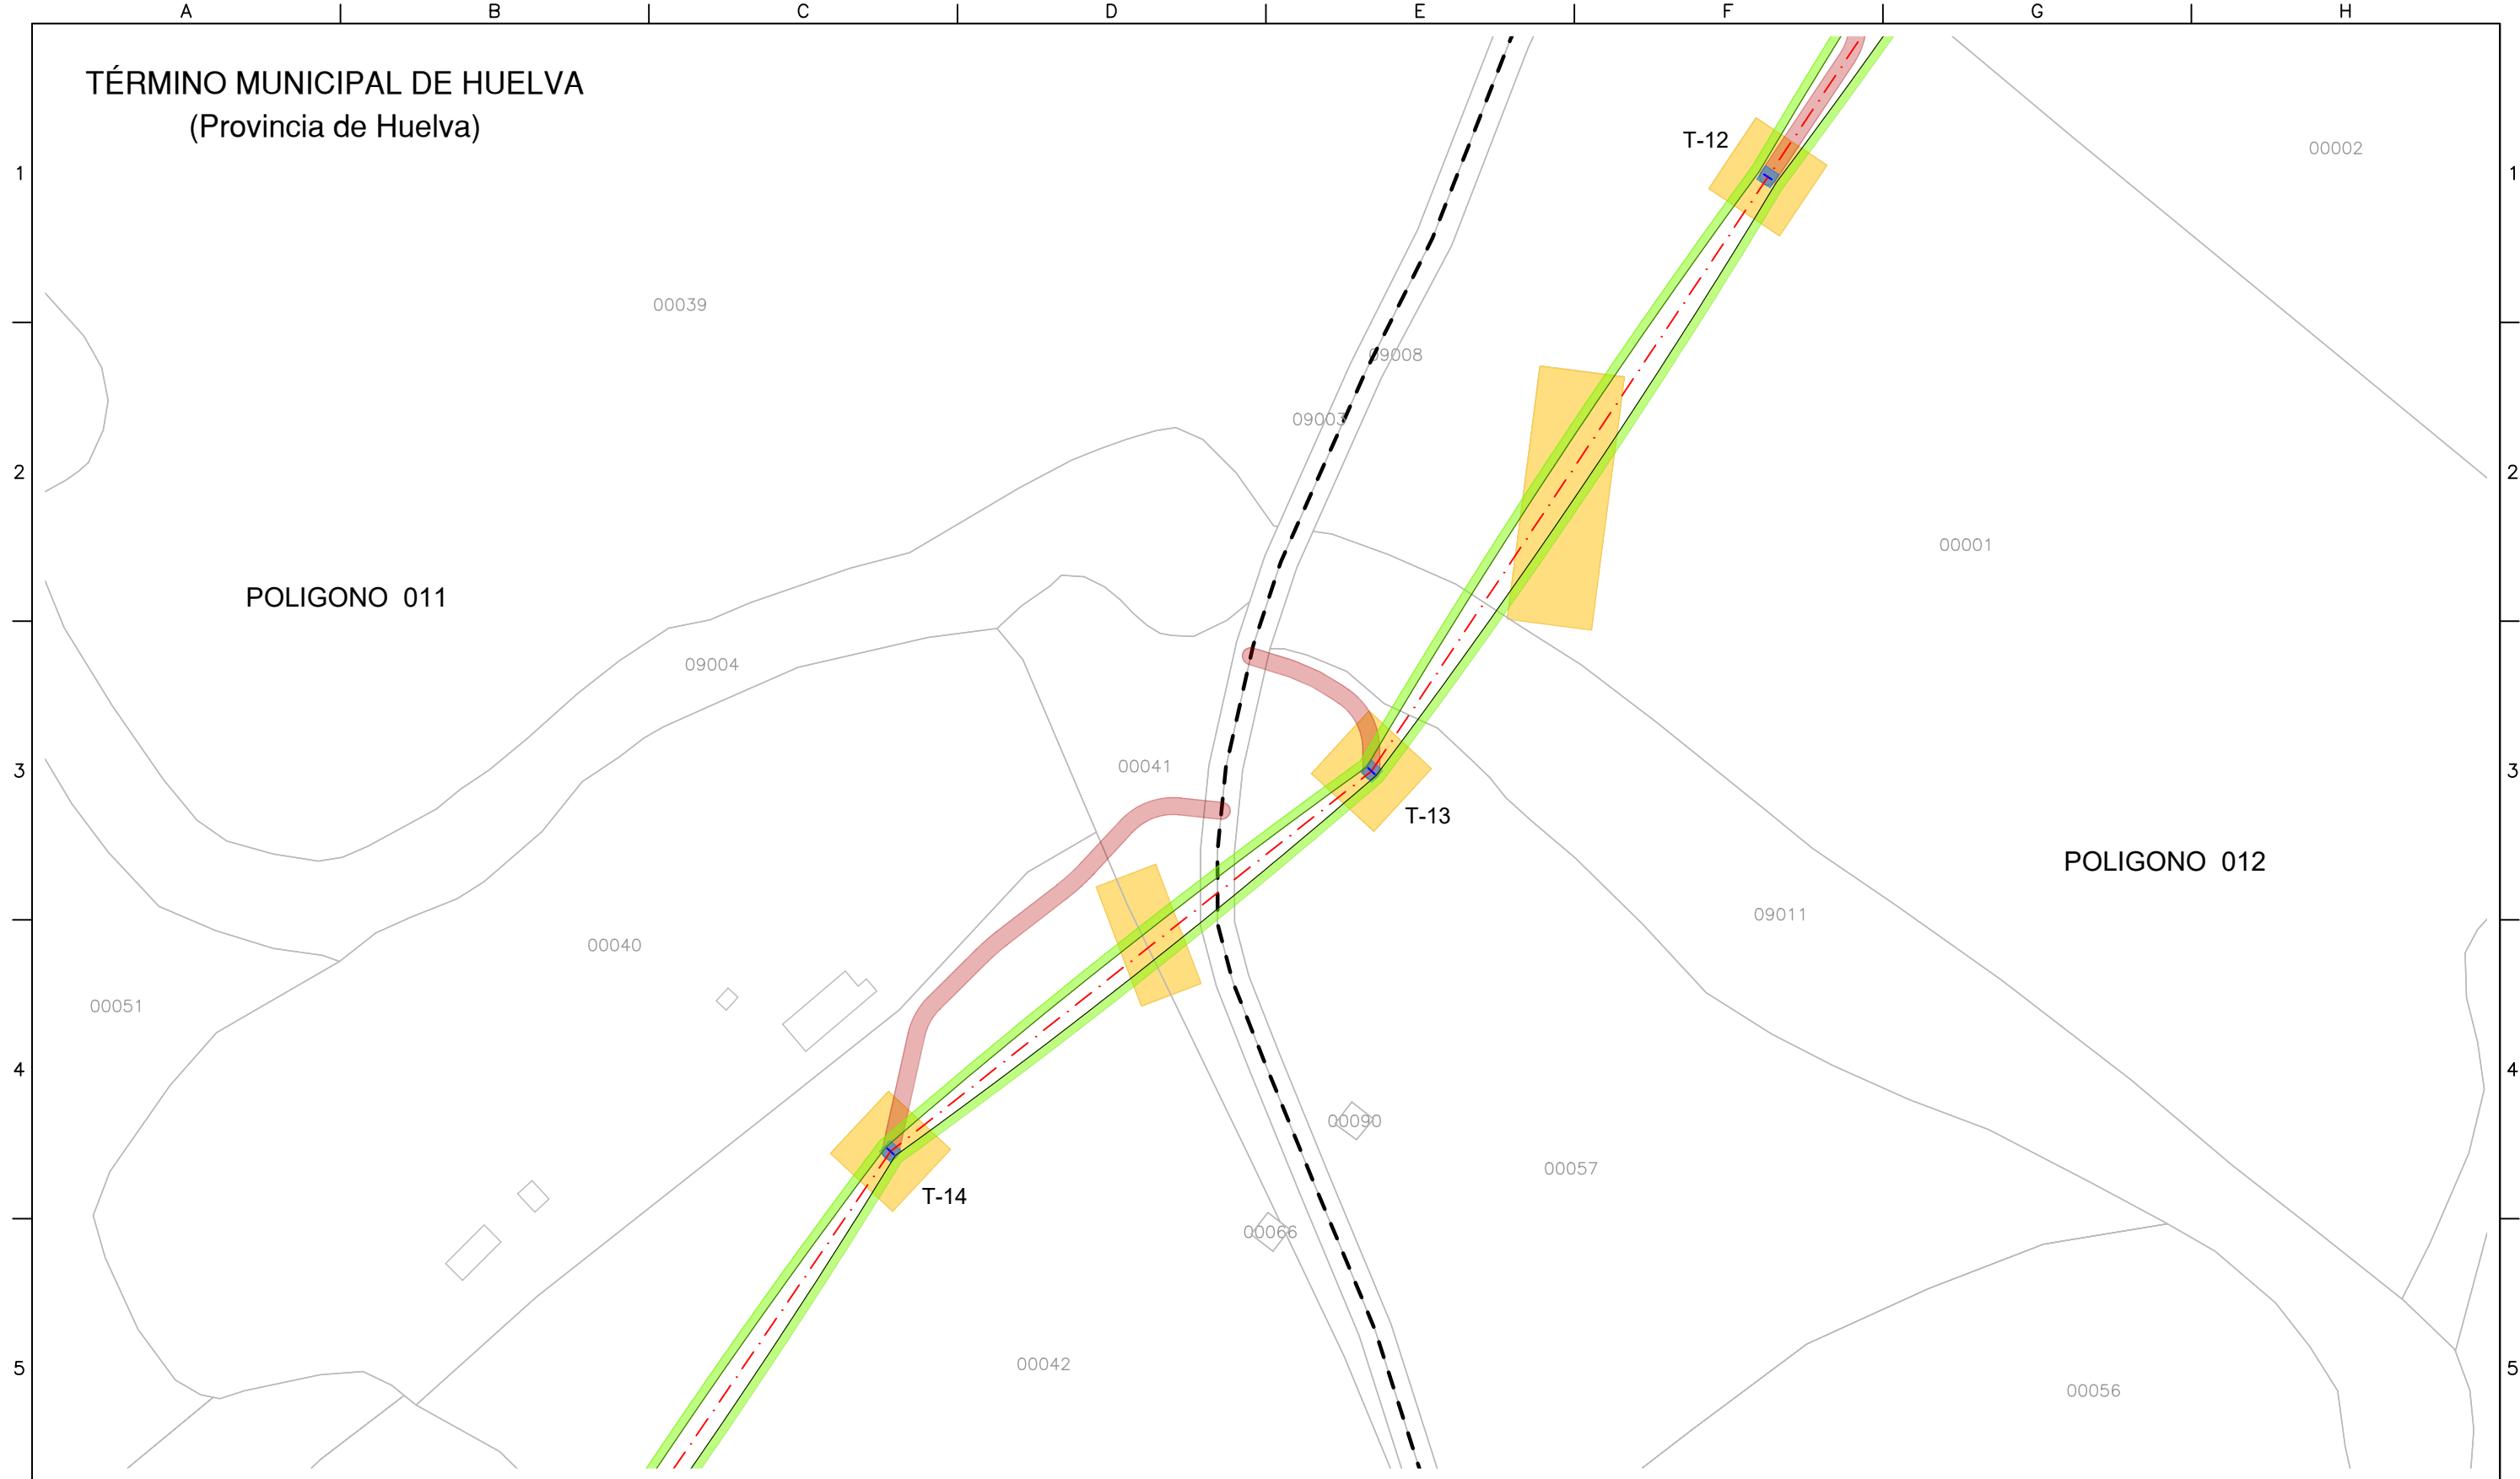 A B C D E F G H
TÉRMINO MUNICIPAL DE HUELVA
(Provincia de Huelva)
T-12
00002
1 1
00039
09008
09003
2 2
00001
POLIGONO 011
09004
00041
3 3
T-13
POLIGONO 012
09011
00040
00051
4 4
00090
00057
T-14
00066
00042
5 5
00056